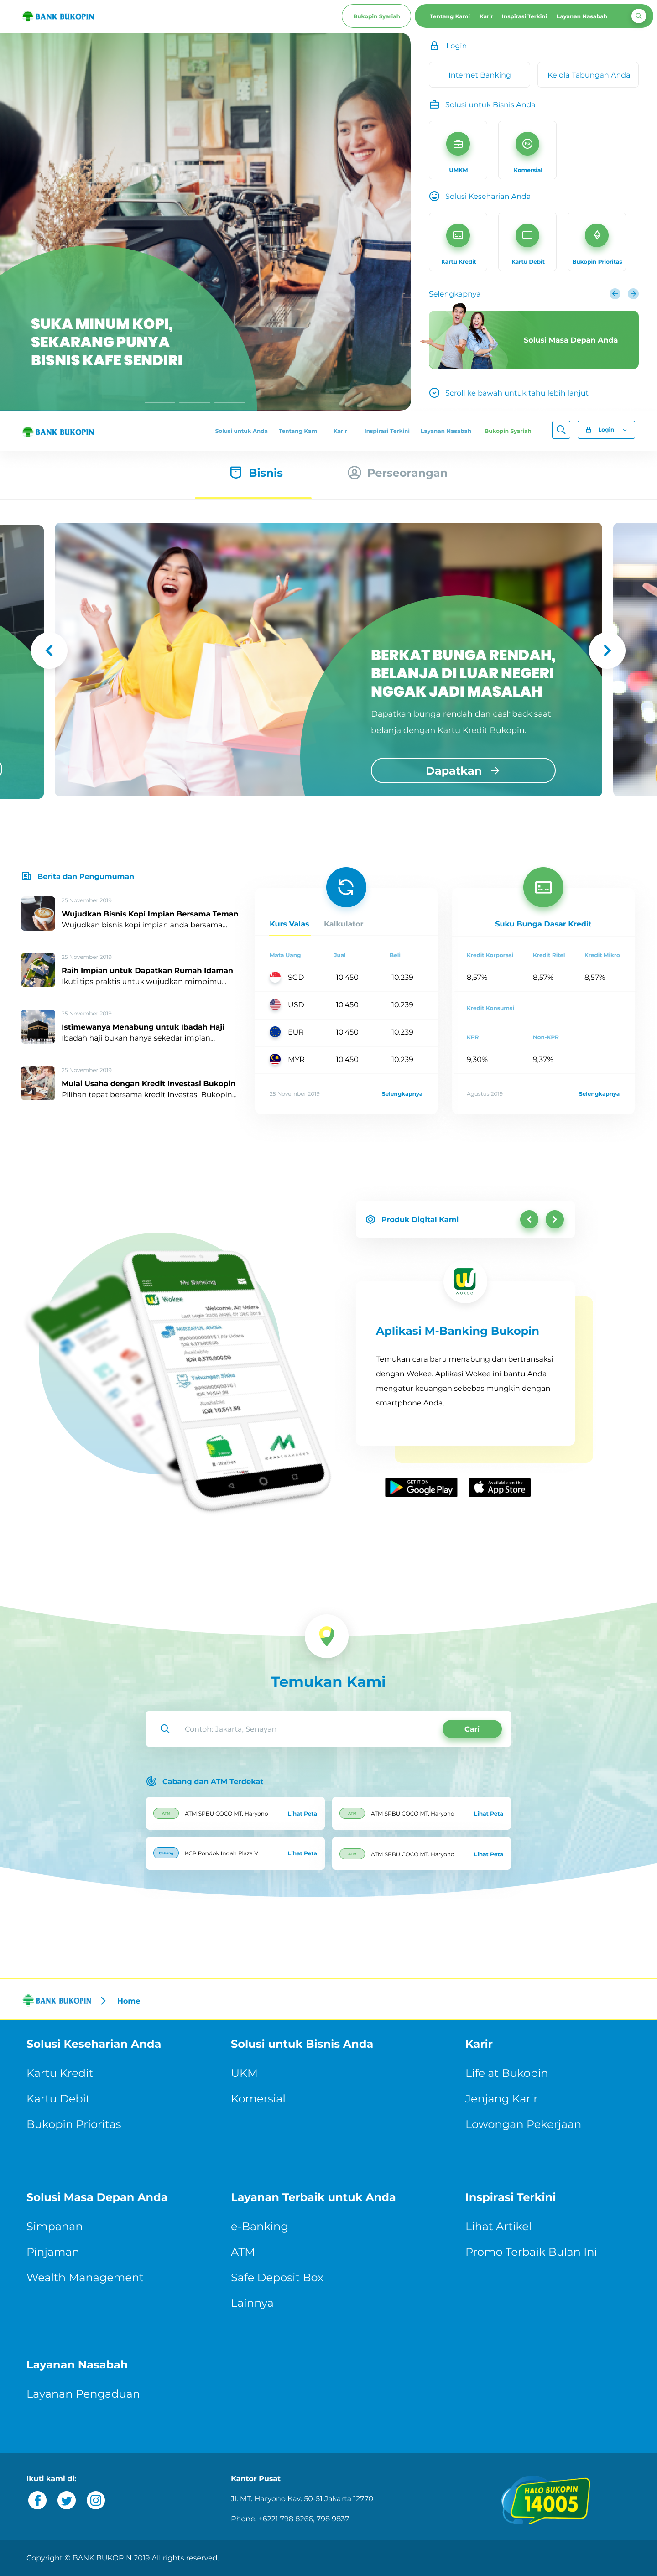 BANK BUKOPIN
Bukopin Syariah
Tentang Kami
Karir
Inspirasi Terkini
Layanan Nasabah
Login
Internet Banking
Kelola Tabungan Anda
Solusi untuk Bisnis Anda
UMKM
Komersial
Solusi Keseharian Anda
Kartu Kredit
Kartu Debit
Bukopin Prioritas
Selengkapnya
Solusi Masa Depan Anda
Scroll ke bawah untuk tahu lebih lanjut
SUKA MINUM KOPI,
SEKARANG PUNYA
BISNIS KAFE SENDIRI
BANK BUKOPIN
Solusi untuk Anda
Tentang Kami
Karir
Inspirasi Terkini
Layanan Nasabah
Bukopin Syariah
Login
Bisnis
Perseorangan
BERKAT BUNGA RENDAH,
BELANJA DI LUAR NEGERI
NGGAK JADI MASALAH
Dapatkan bunga rendah dan cashback saat
belanja dengan Kartu Kredit Bukopin.
Dapatkan
Berita dan Pengumuman
25 November 2019
Wujudkan Bisnis Kopi Impian Bersama Teman
Wujudkan bisnis kopi impian anda bersama...
25 November 2019
Raih Impian untuk Dapatkan Rumah Idaman
Ikuti tips praktis untuk wujudkan mimpimu...
25 November 2019
Istimewanya Menabung untuk Ibadah Haji
Ibadah haji bukan hanya sekedar impian...
25 November 2019
Mulai Usaha dengan Kredit Investasi Bukopin
Pilihan tepat bersama kredit Investasi Bukopin...
Kurs Valas
Kalkulator
Mata Uang Jual Beli
SGD 10.450 10.239
USD 10.450 10.239
EUR 10.450 10.239
MYR 10.450 10.239
25 November 2019
Selengkapnya
Suku Bunga Dasar Kredit
Kredit Korporasi Kredit Ritel Kredit Mikro
8,57% 8,57% 8,57%
Kredit Konsumsi
KPR Non-KPR
9,30% 9,37%
Agustus 2019
Selengkapnya
Produk Digital Kami
wokee
Aplikasi M-Banking Bukopin
Temukan cara baru menabung dan bertransaksi
dengan Wokee. Aplikasi Wokee ini bantu Anda
mengatur keuangan sebebas mungkin dengan
smartphone Anda.
GET IT ON
Google Play
Available on the
App Store
My Banking
Wokee
Welcome, Air Udara
Available
IDR 8,375,000.00
Tabungan Siska
Available
IDR 10,541.99
Temukan Kami
Contoh: Jakarta, Senayan
Cari
Cabang dan ATM Terdekat
ATM
ATM SPBU COCO MT. Haryono
Lihat Peta
ATM
ATM SPBU COCO MT. Haryono
Lihat Peta
Cabang
KCP Pondok Indah Plaza V
Lihat Peta
ATM
ATM SPBU COCO MT. Haryono
Lihat Peta
BANK BUKOPIN
Home
Solusi Keseharian Anda
Kartu Kredit
Kartu Debit
Bukopin Prioritas
Solusi untuk Bisnis Anda
UKM
Komersial
Karir
Life at Bukopin
Jenjang Karir
Lowongan Pekerjaan
Solusi Masa Depan Anda
Simpanan
Pinjaman
Wealth Management
Layanan Terbaik untuk Anda
e-Banking
ATM
Safe Deposit Box
Lainnya
Inspirasi Terkini
Lihat Artikel
Promo Terbaik Bulan Ini
Layanan Nasabah
Layanan Pengaduan
Ikuti kami di:
Kantor Pusat
Jl. MT. Haryono Kav. 50-51 Jakarta 12770
Phone. +6221 798 8266, 798 9837
HALO BUKOPIN
14005
Copyright © BANK BUKOPIN 2019 All rights reserved.